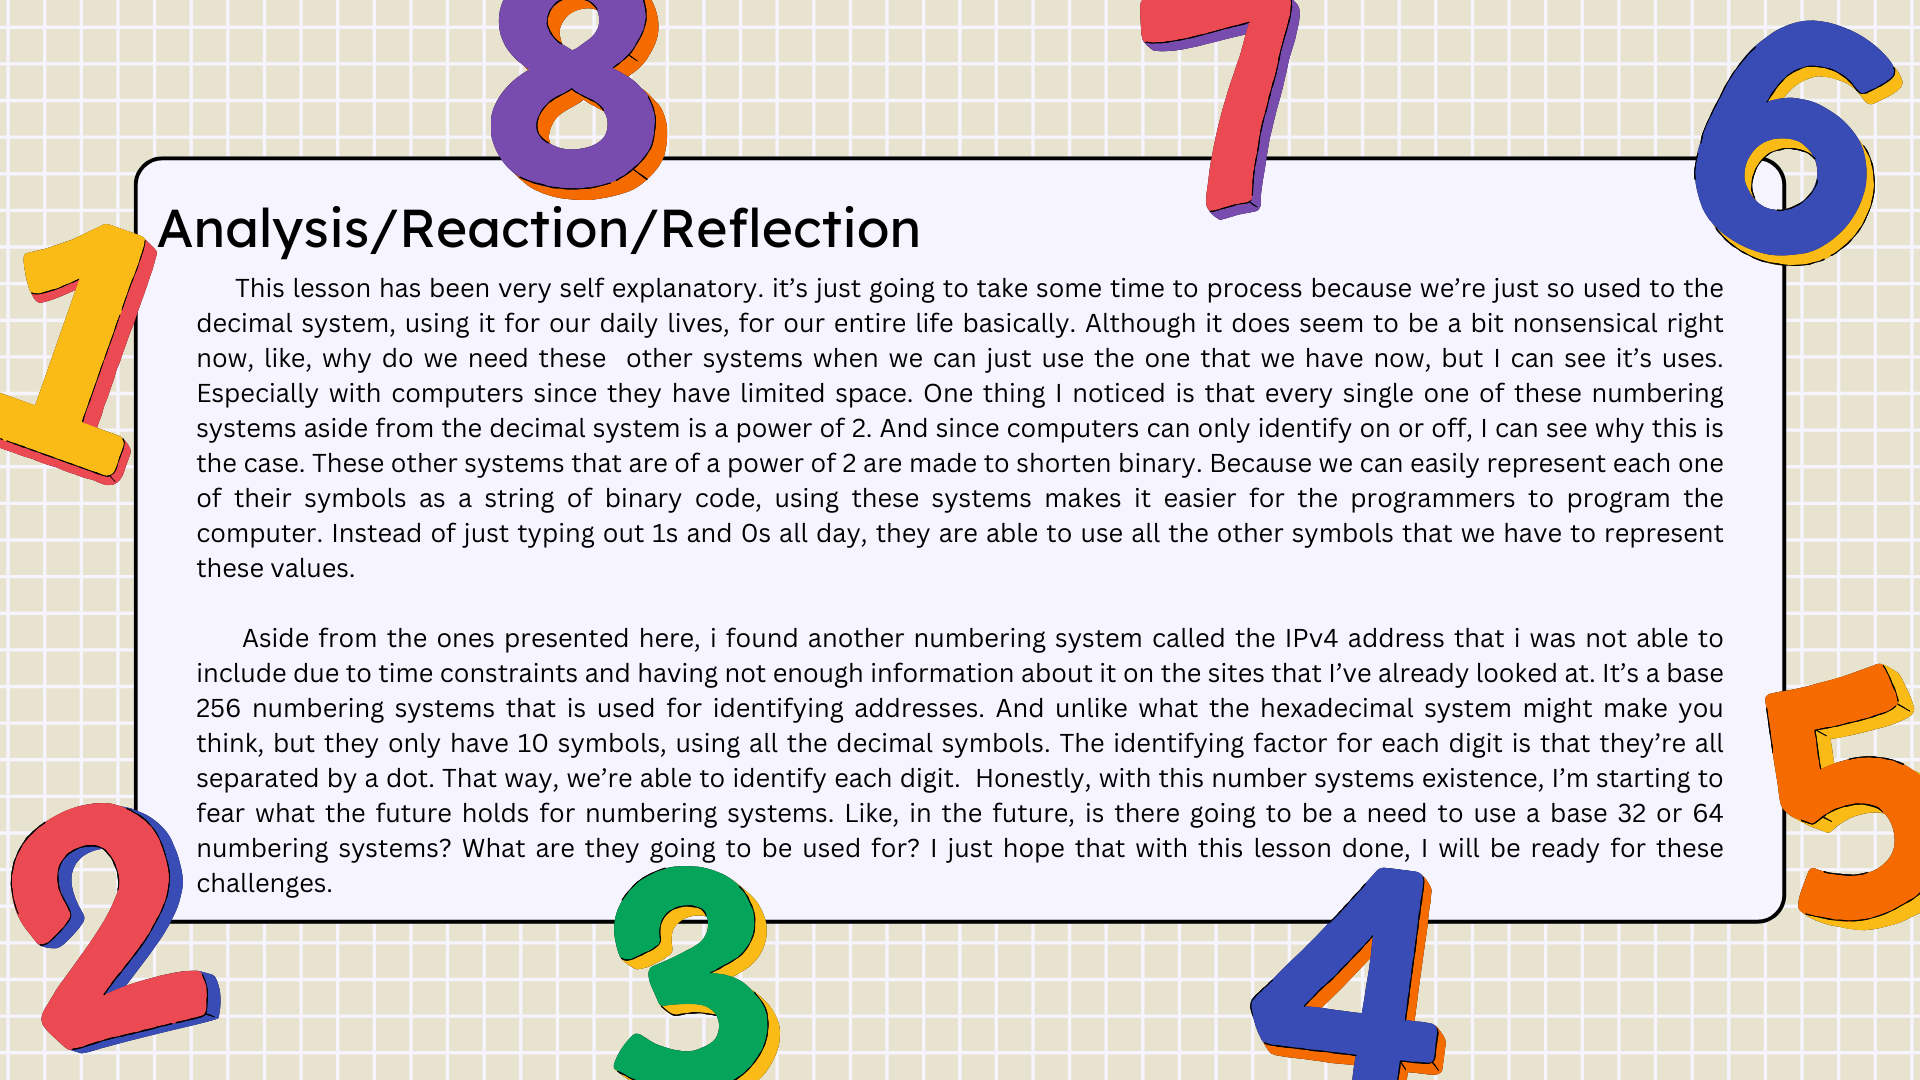 8
7
6
1
Analysis/Reaction/Reflection
This lesson has been very self explanatory. it’s just going to take some time to process because we’re just so used to the
decimal system, using it for our daily lives, for our entire life basically. Although it does seem to be a bit nonsensical right
now, like, why do we need these  other systems when we can just use the one that we have now, but I can see it’s uses.
Especially with computers since they have limited space. One thing I noticed is that every single one of these numbering
systems aside from the decimal system is a power of 2. And since computers can only identify on or off, I can see why this is
the case. These other systems that are of a power of 2 are made to shorten binary. Because we can easily represent each one
of their symbols as a string of binary code, using these systems makes it easier for the programmers to program the
computer. Instead of just typing out 1s and 0s all day, they are able to use all the other symbols that we have to represent
these values.
Aside from the ones presented here, i found another numbering system called the IPv4 address that i was not able to
include due to time constraints and having not enough information about it on the sites that I’ve already looked at. It’s a base
256 numbering systems that is used for identifying addresses. And unlike what the hexadecimal system might make you
think, but they only have 10 symbols, using all the decimal symbols. The identifying factor for each digit is that they’re all
separated by a dot. That way, we’re able to identify each digit.  Honestly, with this number systems existence, I’m starting to
fear what the future holds for numbering systems. Like, in the future, is there going to be a need to use a base 32 or 64
numbering systems? What are they going to be used for? I just hope that with this lesson done, I will be ready for these
challenges.
5
2
3
4